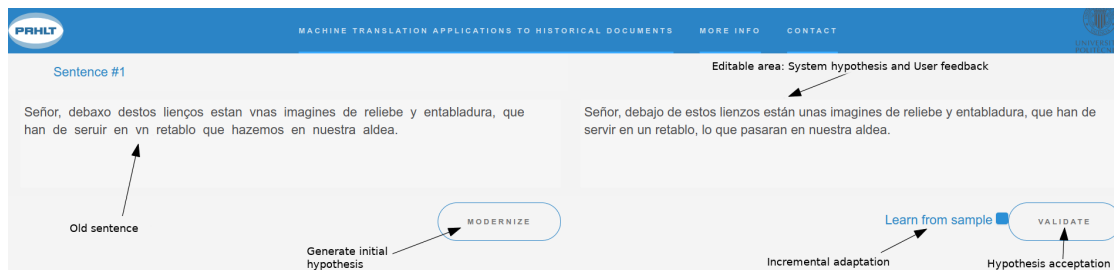 PRHLT
MACHINE TRANSLATION APPLICATIONS TO HISTORICAL DOCUMENTS MORE INFO CONTACT
Sentence #1
Editable area: System hypothesis and User feedback
Señor, debaxo destos lienços estan vnas imagines de reliebe y entabladura, que
han de seruir en vn retablo que hazemos en nuestra aldea.
Señor, debajo de estos lienzos están unas imagines de reliebe y entabladura, que han de
servir en un retablo, lo que pasaran en nuestra aldea.
Old sentence
MODERNIZE
Generate initial
hypothesis
Learn from sample
VALIDATE
Incremental adaptation
Hypothesis acceptation